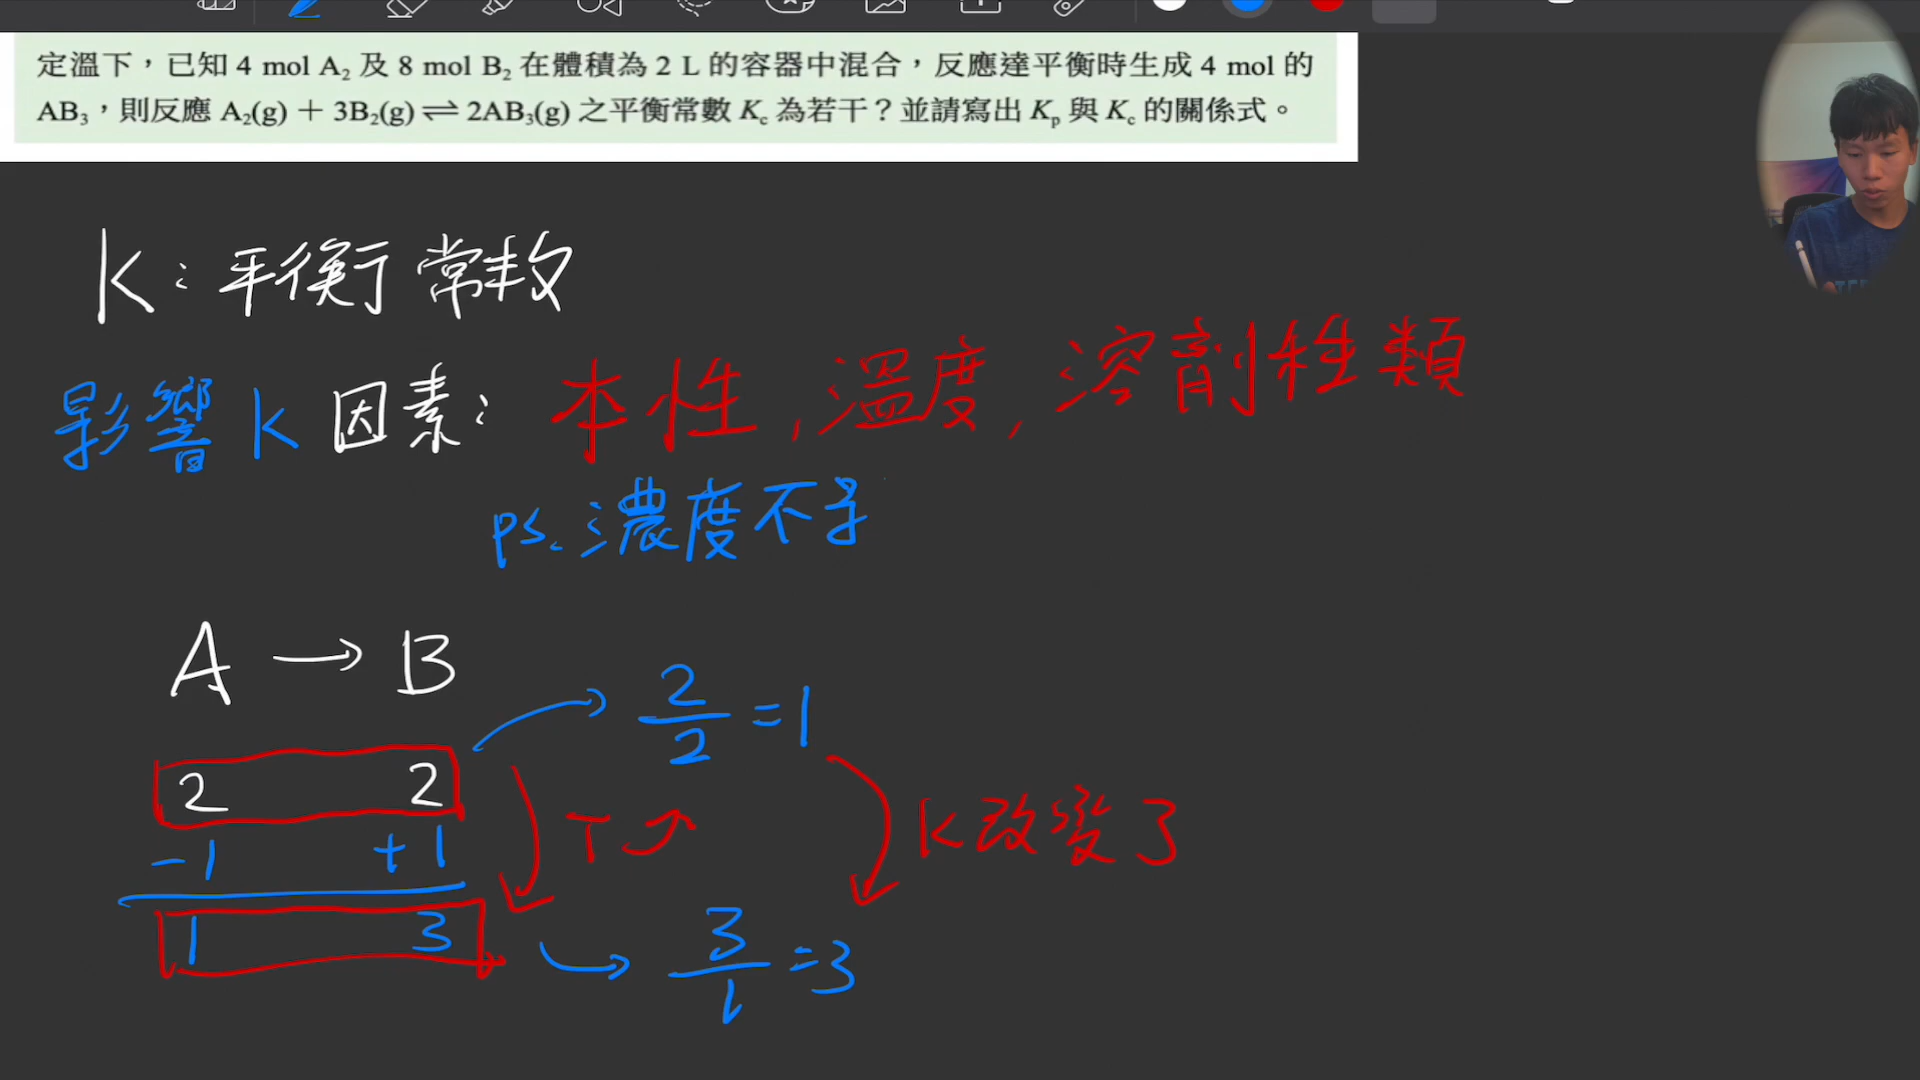 定溫下，已知 4 mol A₂ 及 8 mol B₂ 在體積為 2 L 的容器中混合，反應達平衡時生成 4 mol 的
AB₃，則反應 A₂(g) + 3B₂(g) ⇌ 2AB₃(g) 之平衡常數 K꜀ 為若干？並請寫出 Kₚ 與 K꜀ 的關係式。
K：平衡常數
影響 K 因素： 本性，溫度，溶劑種類
ps. 濃度不
A → B
2 2 → 2/2 = 1
-1 +1 T↗ K改變了
1 3 → 3/1 = 3